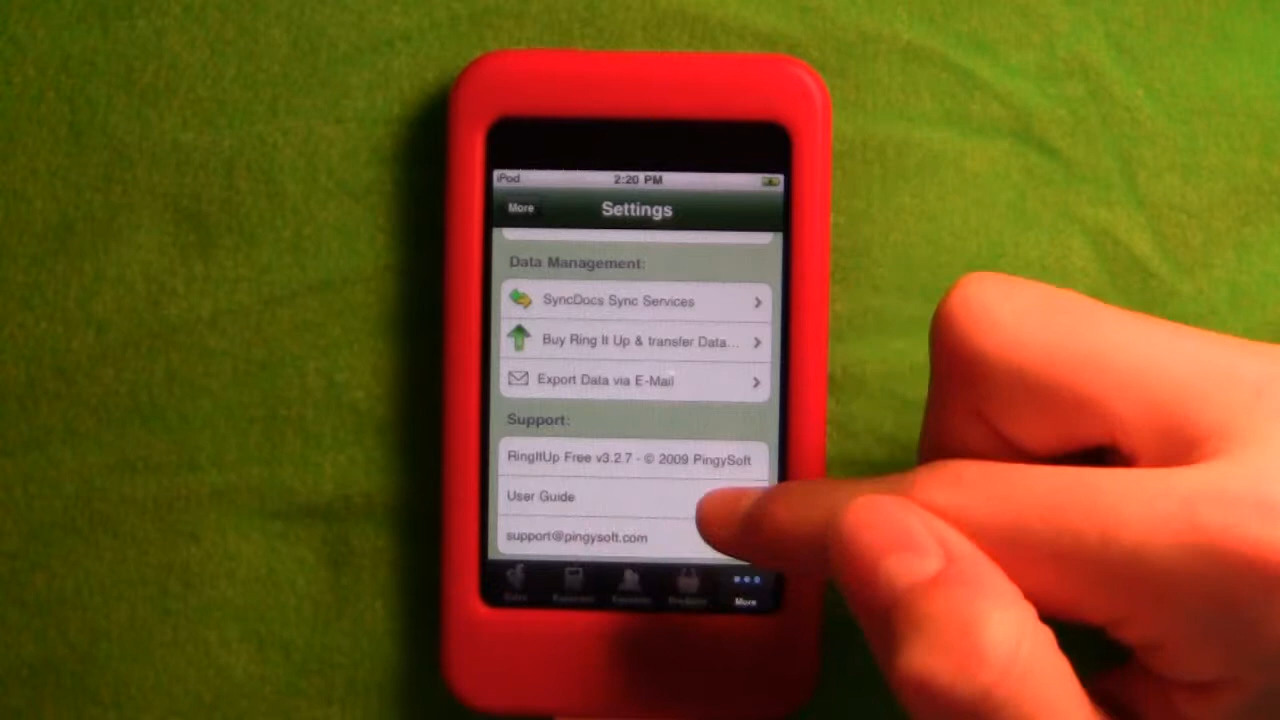 iPod 2:20 PM
More Settings
Data Management:
SyncDocs Sync Services
Buy Ring It Up & transfer Data...
Export Data via E-Mail
Support:
RingItUp Free v3.2.7 - © 2009 PingySoft
User Guide
support@pingysoft.com
More